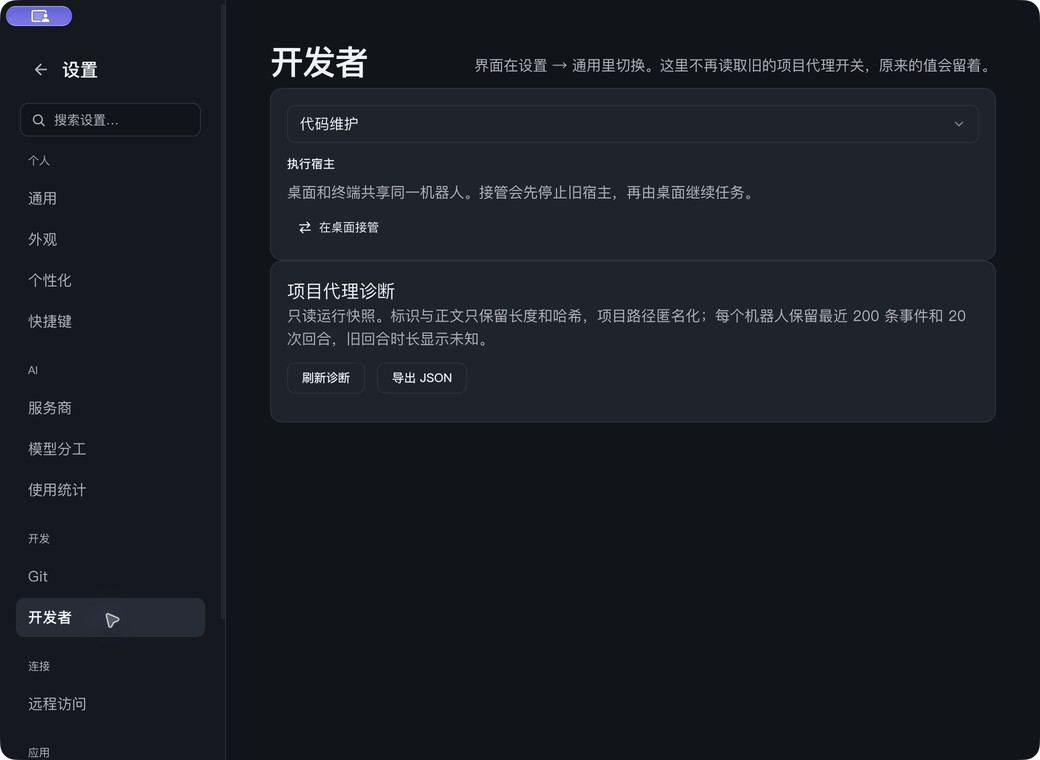 设置
搜索设置...
个人
通用
外观
个性化
快捷键
AI
服务商
模型分工
使用统计
开发
Git
开发者
连接
远程访问
应用
开发者
界面在设置 → 通用里切换。这里不再读取旧的项目代理开关，原来的值会留着。
代码维护
执行宿主
桌面和终端共享同一机器人。接管会先停止旧宿主，再由桌面继续任务。
在桌面接管
项目代理诊断
只读运行快照。标识与正文只保留长度和哈希，项目路径匿名化；每个机器人保留最近 200 条事件和 20
次回合，旧回合时长显示未知。
刷新诊断
导出 JSON